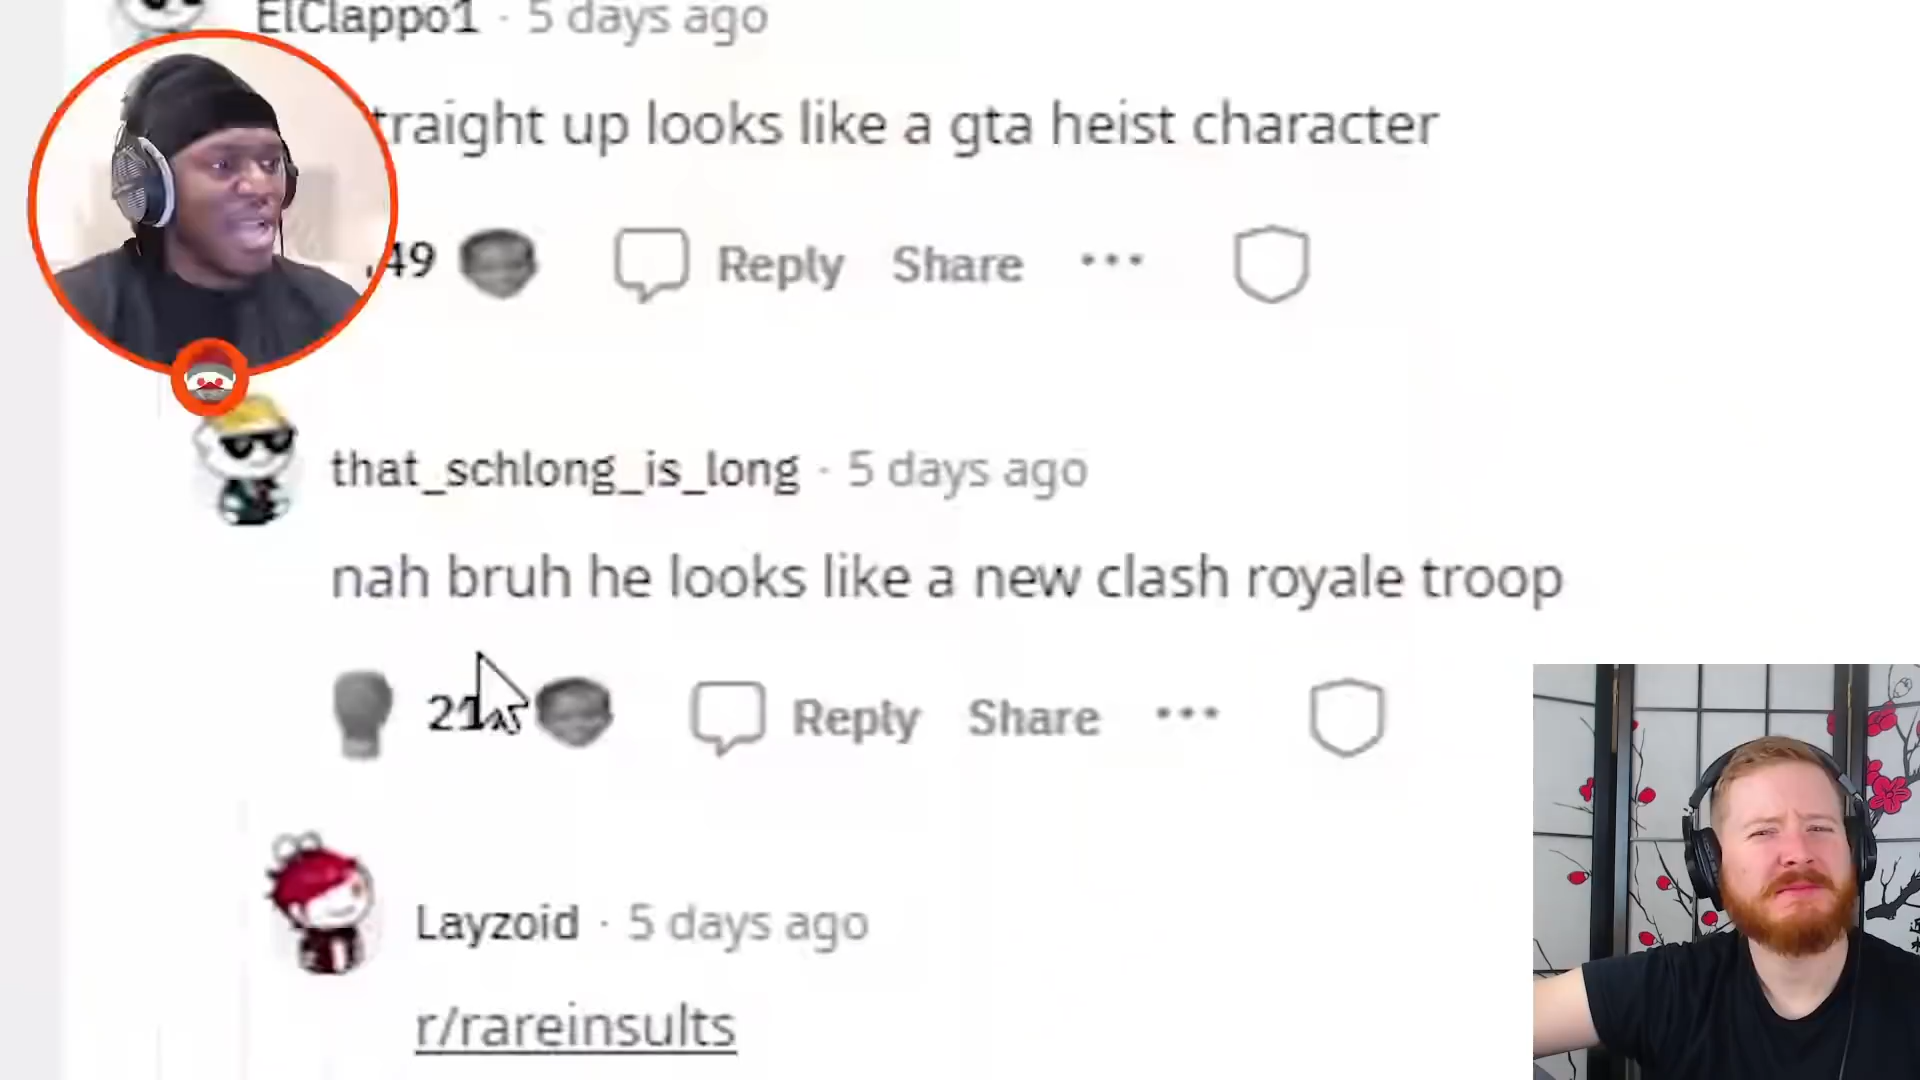 ElClappo1 · 5 days ago
traight up looks like a gta heist character
49 Reply Share ···
that_schlong_is_long · 5 days ago
nah bruh he looks like a new clash royale troop
Reply Share ···
Layzoid · 5 days ago
r/rareinsults